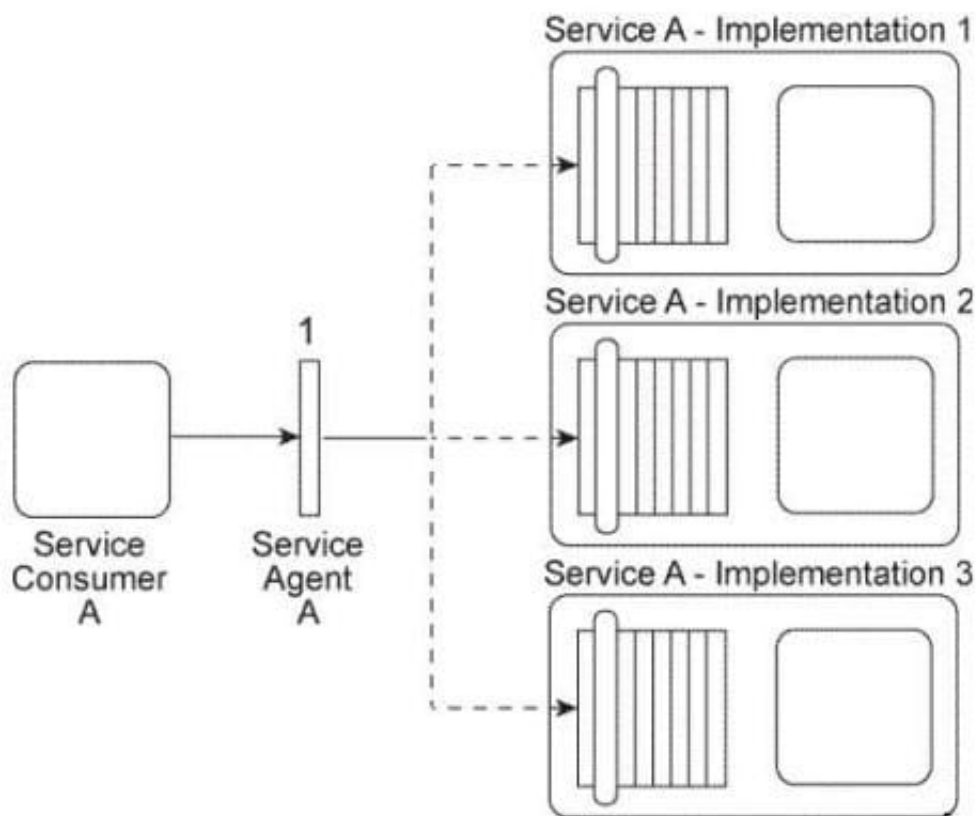 Service A - Implementation 1
Service A - Implementation 2
1
Service
Consumer
A
Service
Agent
A
Service A - Implementation 3